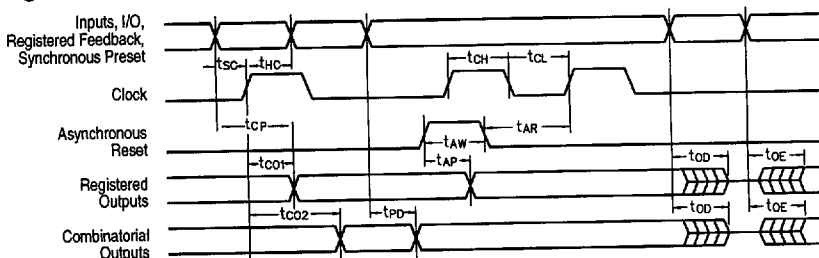 Inputs, I/O,
Registered Feedback,
Synchronous Preset
tSC
tHC
tCH
tCL
Clock
tCP
tAR
Asynchronous
Reset
tAW
tCO1
tAP
tOD
tOE
Registered
Outputs
tCO2
tPD
tOD
tOE
Combinatorial
Outputs